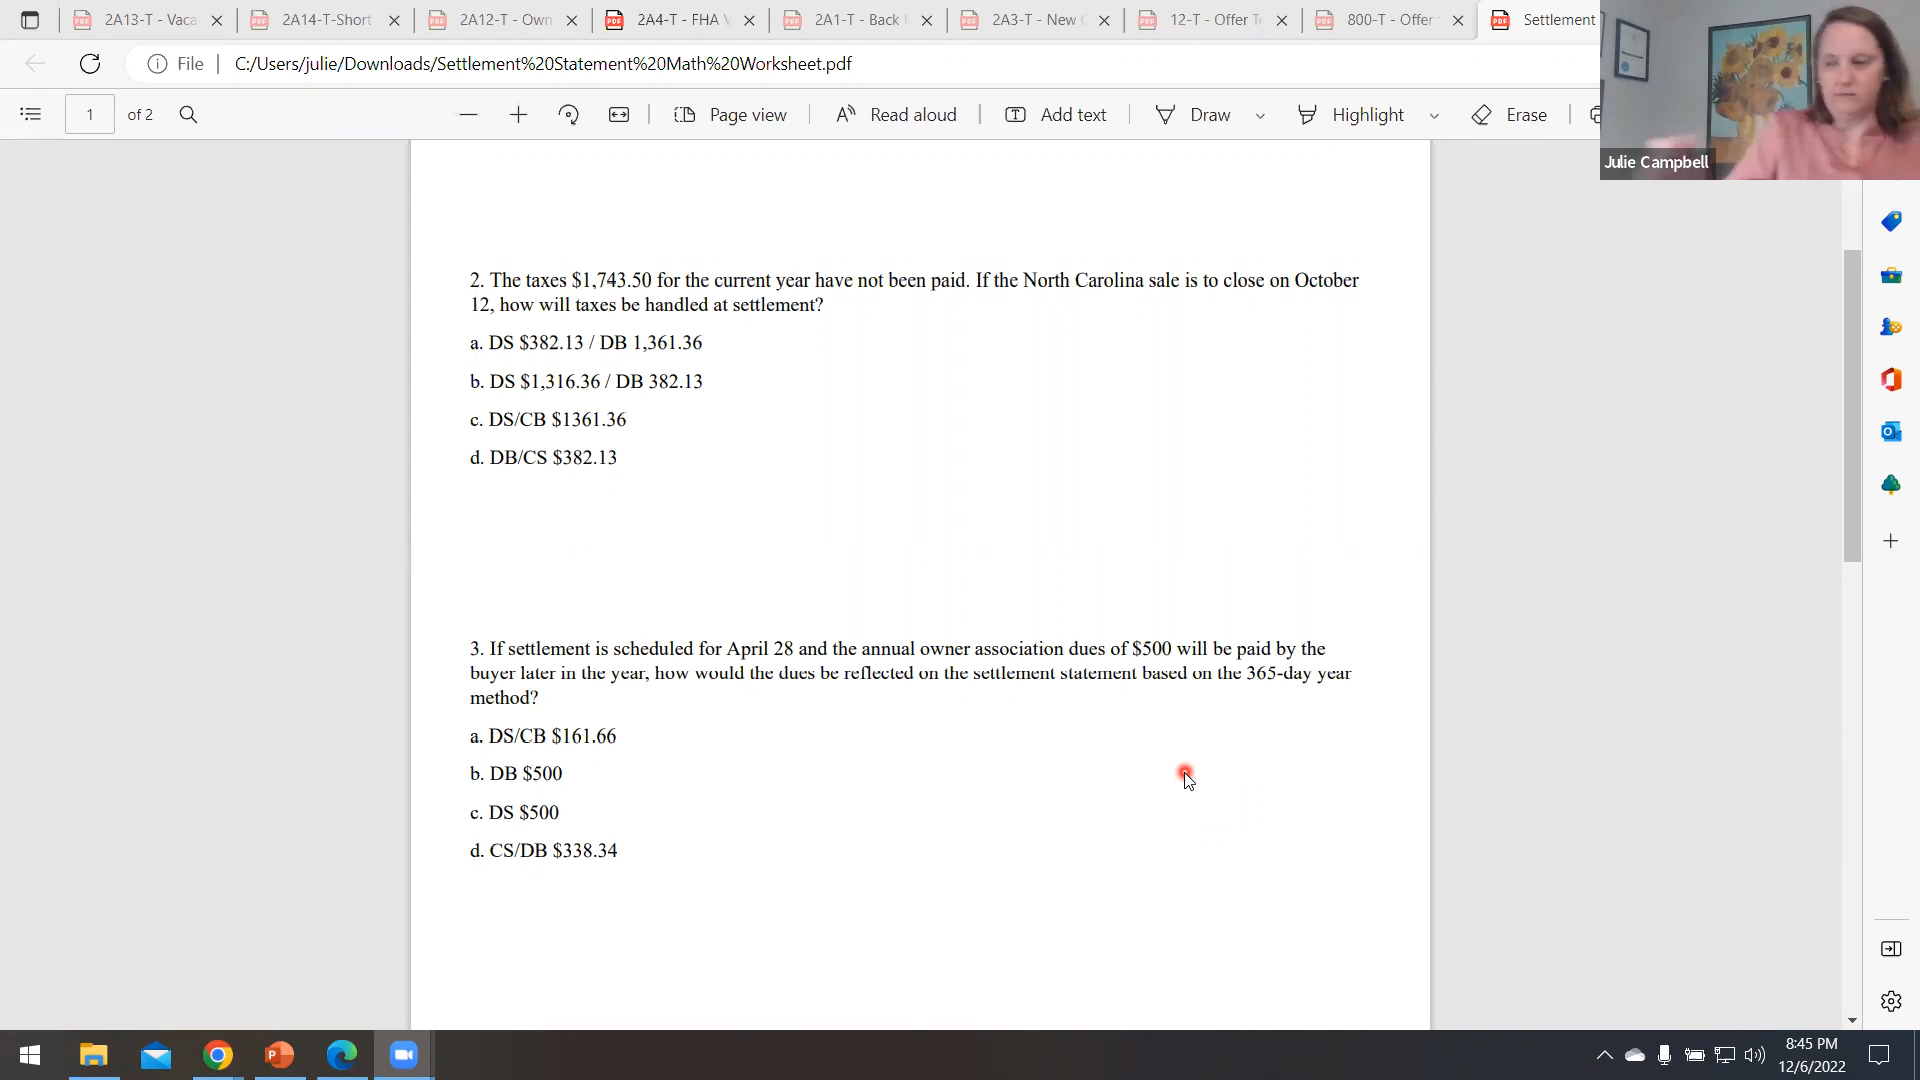 2A13-T - Vaca
2A14-T-Short
2A12-T - Own
2A4-T - FHA V
2A1-T - Back
2A3-T - New
12-T - Offer T
800-T - Offer
Settlement
File
C:/Users/julie/Downloads/Settlement%20Statement%20Math%20Worksheet.pdf
1 of 2
Page view
Read aloud
Add text
Draw
Highlight
Erase
Julie Campbell
2. The taxes $1,743.50 for the current year have not been paid. If the North Carolina sale is to close on October
12, how will taxes be handled at settlement?
a. DS $382.13 / DB 1,361.36
b. DS $1,316.36 / DB 382.13
c. DS/CB $1361.36
d. DB/CS $382.13
3. If settlement is scheduled for April 28 and the annual owner association dues of $500 will be paid by the
buyer later in the year, how would the dues be reflected on the settlement statement based on the 365-day year
method?
a. DS/CB $161.66
b. DB $500
c. DS $500
d. CS/DB $338.34
8:45 PM
12/6/2022